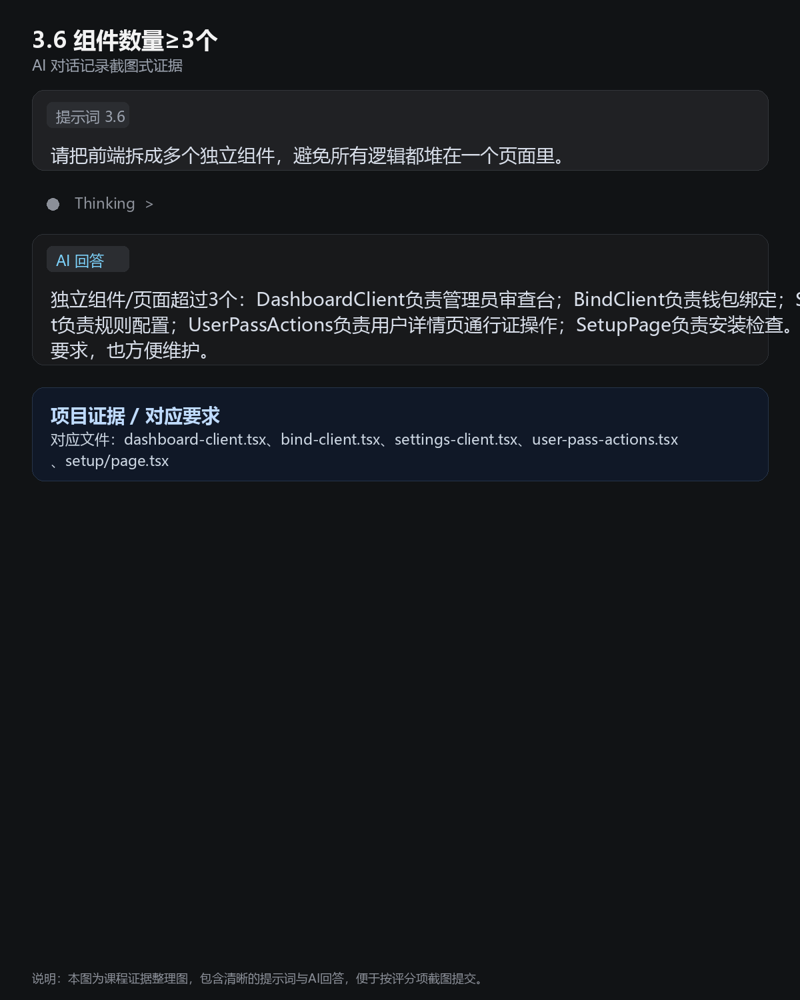 3.6 组件数量≥3个
AI 对话记录截图式证据
提示词 3.6
请把前端拆成多个独立组件，避免所有逻辑都堆在一个页面里。
Thinking >
AI 回答
独立组件/页面超过3个：DashboardClient负责管理员审查台；BindClient负责钱包绑定；S
t负责规则配置；UserPassActions负责用户详情页通行证操作；SetupPage负责安装检查。
要求，也方便维护。
项目证据 / 对应要求
对应文件：dashboard-client.tsx、bind-client.tsx、settings-client.tsx、user-pass-actions.tsx
、setup/page.tsx
说明：本图为课程证据整理图，包含清晰的提示词与AI回答，便于按评分项截图提交。